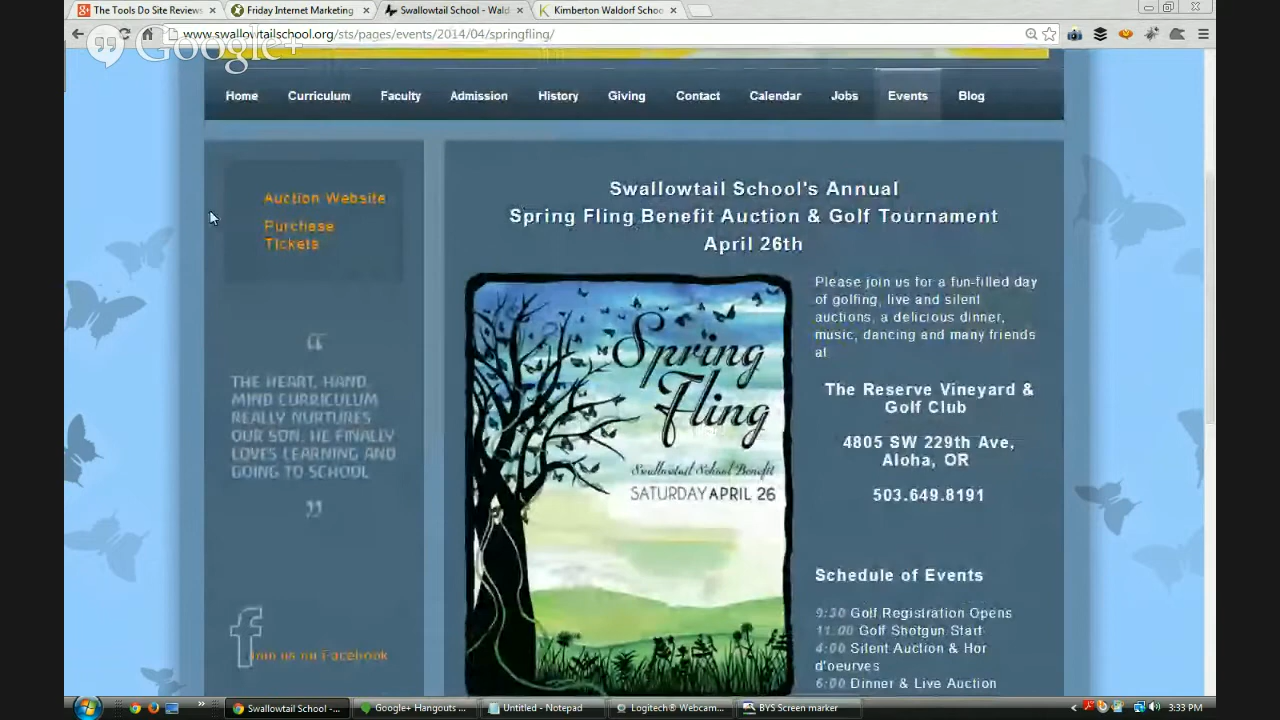 The Tools Do Site Reviews
Friday Internet Marketing
Swallowtail School - Wald
Kimberton Waldorf Schoo
www.swallowtailschool.org/sts/pages/events/2014/04/springfling/
Google+
Home Curriculum Faculty Admission History Giving Contact Calendar Jobs Events Blog
Auction Website
Purchase
Tickets
“
THE HEART, HAND,
MIND CURRICULUM
REALLY NURTURES
OUR SON. HE FINALLY
LOVES LEARNING AND
GOING TO SCHOOL
”
f
Join us on Facebook
Swallowtail School's Annual
Spring Fling Benefit Auction & Golf Tournament
April 26th
Spring
Fling
Swallowtail School Benefit
SATURDAY APRIL 26
Please join us for a fun-filled day
of golfing, live and silent
auctions, a delicious dinner,
music, dancing and many friends
at
The Reserve Vineyard &
Golf Club
4805 SW 229th Ave,
Aloha, OR
503.649.8191
Schedule of Events
9:30 Golf Registration Opens
11:00 Golf Shotgun Start
4:00 Silent Auction & Hor
d'oeurves
6:00 Dinner & Live Auction
Swallowtail School -...
Google+ Hangouts ...
Untitled - Notepad
Logitech® Webcam...
BYS Screen marker
3:33 PM